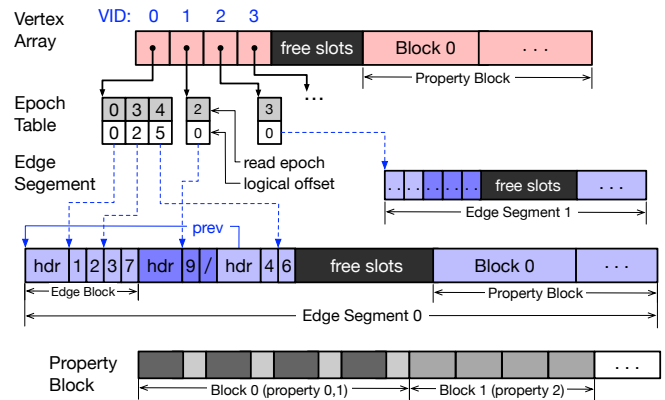 Vertex Array
VID: 0 1 2 3
free slots Block 0 . . .
Property Block
...
Epoch Table
0 3 4 2 3
0 2 5 0 0
read epoch
logical offset
Edge Segement
. . . . . . . . . . free slots . . .
Edge Segment 1
prev
hdr 1 2 3 7 hdr 9 / hdr 4 6 free slots Block 0 . . .
Edge Block
Property Block
Edge Segment 0
Property Block
. . .
Block 0 (property 0,1) Block 1 (property 2)